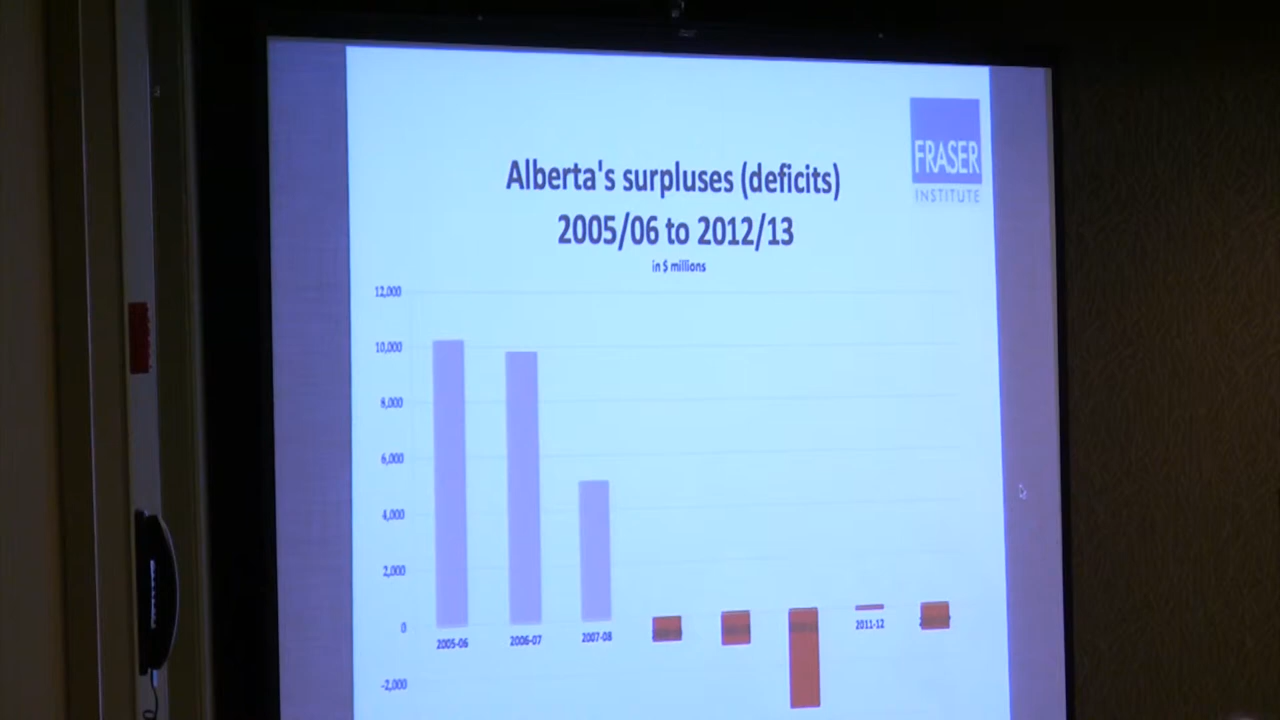 FRASER
INSTITUTE
Alberta's surpluses (deficits)
2005/06 to 2012/13
in $ millions
12,000
10,000
8,000
6,000
4,000
2,000
0
-2,000
2005-06
2006-07
2007-08
2011-12